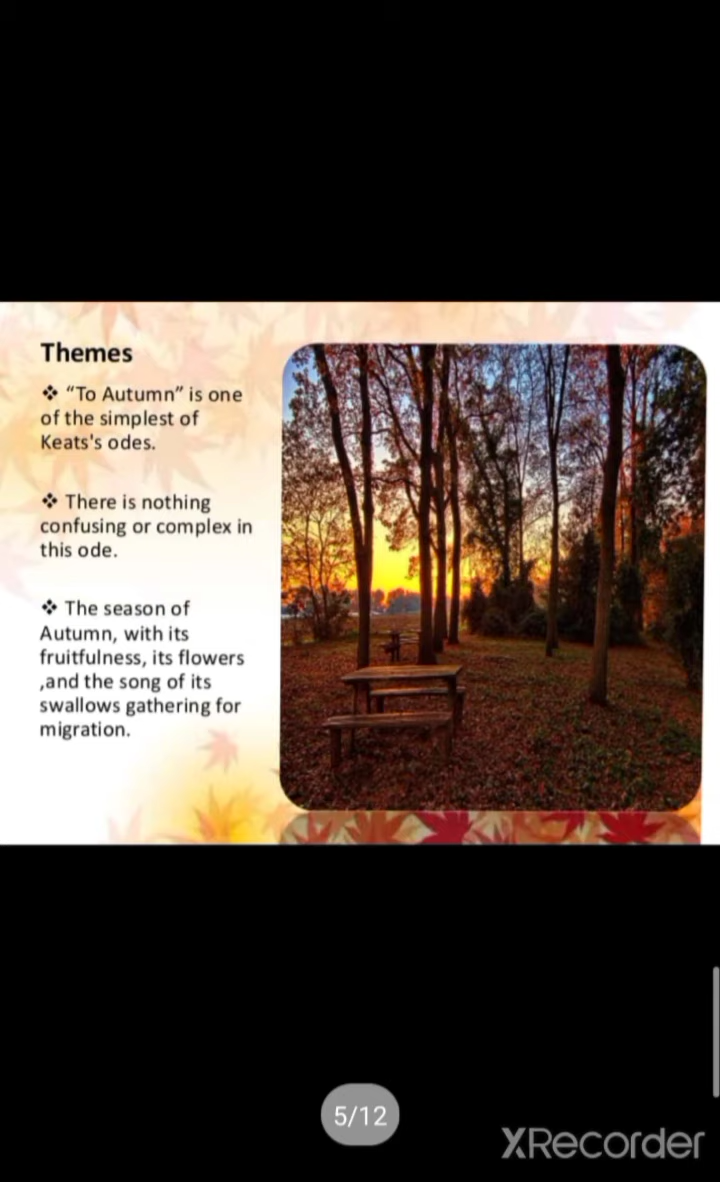 Themes
❖ “To Autumn” is one
of the simplest of
Keats's odes.
❖ There is nothing
confusing or complex in
this ode.
❖ The season of
Autumn, with its
fruitfulness, its flowers
,and the song of its
swallows gathering for
migration.
5/12
XRecorder